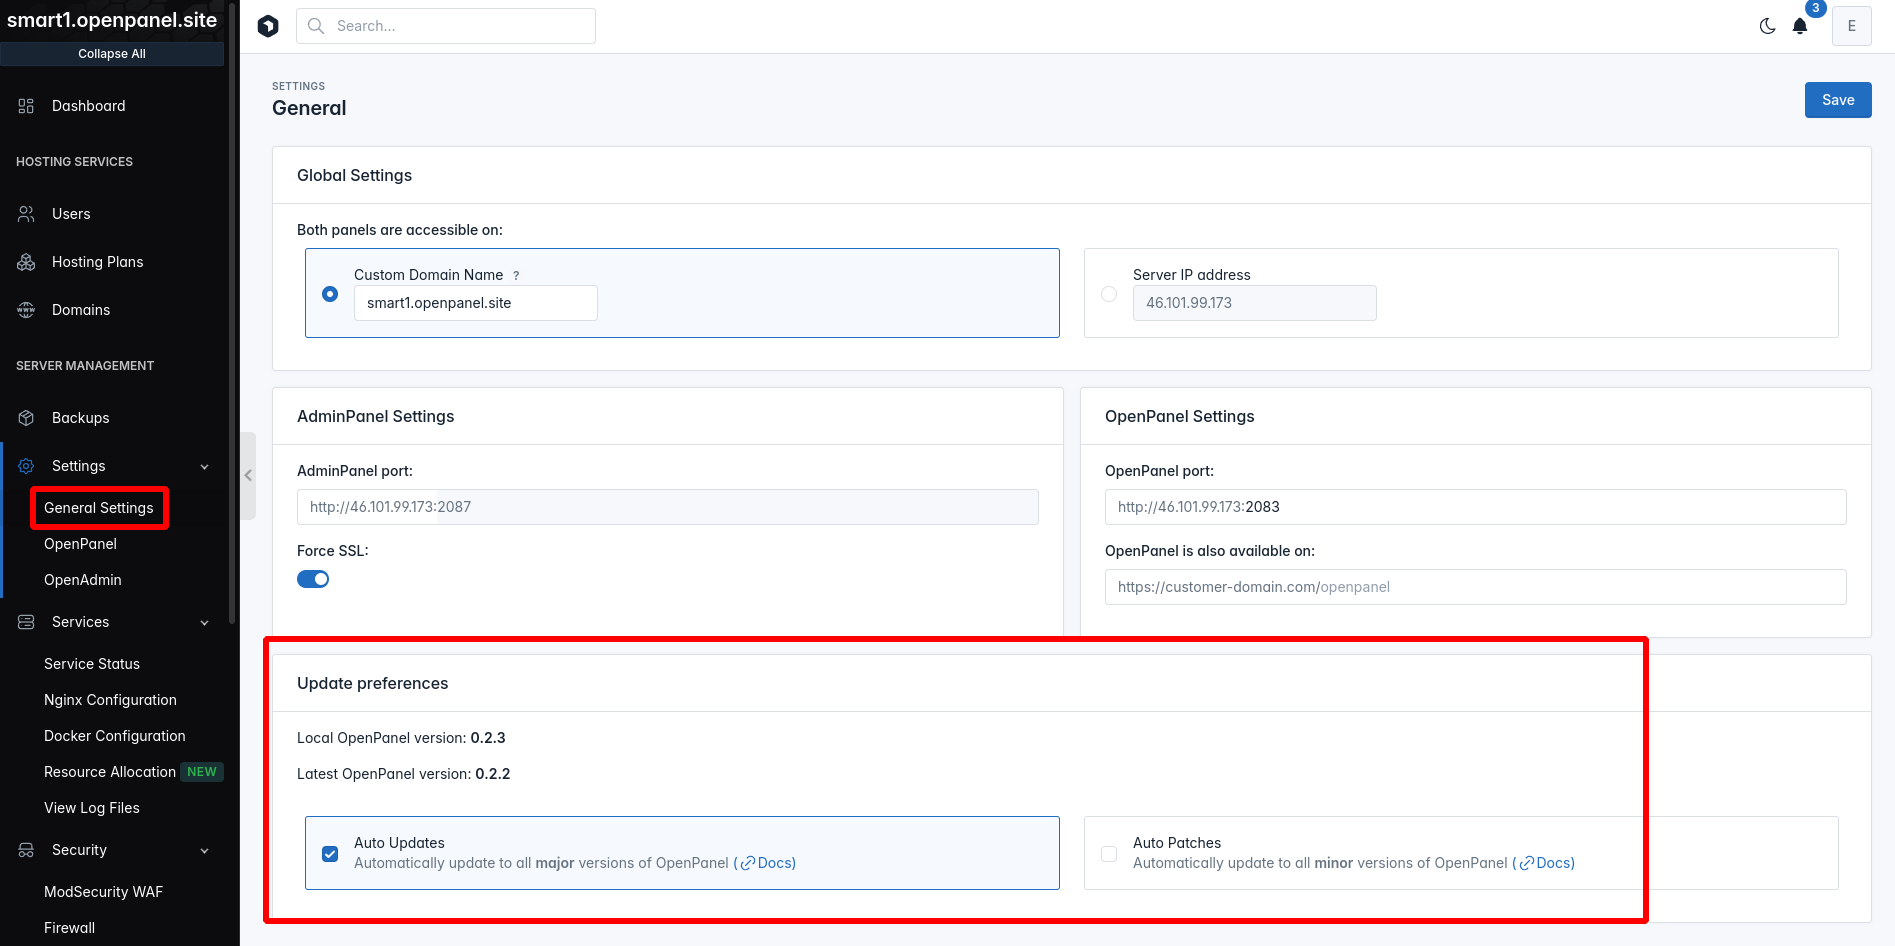 smart1.openpanel.site
Collapse All
Dashboard
HOSTING SERVICES
Users
Hosting Plans
Domains
SERVER MANAGEMENT
Backups
Settings
General Settings
OpenPanel
OpenAdmin
Services
Service Status
Nginx Configuration
Docker Configuration
Resource Allocation NEW
View Log Files
Security
ModSecurity WAF
Firewall
Search...
3
E
SETTINGS
General
Save
Global Settings
Both panels are accessible on:
Custom Domain Name ?
smart1.openpanel.site
Server IP address
46.101.99.173
AdminPanel Settings
AdminPanel port:
http://46.101.99.173:2087
Force SSL:
OpenPanel Settings
OpenPanel port:
http://46.101.99.173:2083
OpenPanel is also available on:
https://customer-domain.com/openpanel
Update preferences
Local OpenPanel version: 0.2.3
Latest OpenPanel version: 0.2.2
Auto Updates
Automatically update to all major versions of OpenPanel ( Docs)
Auto Patches
Automatically update to all minor versions of OpenPanel ( Docs)